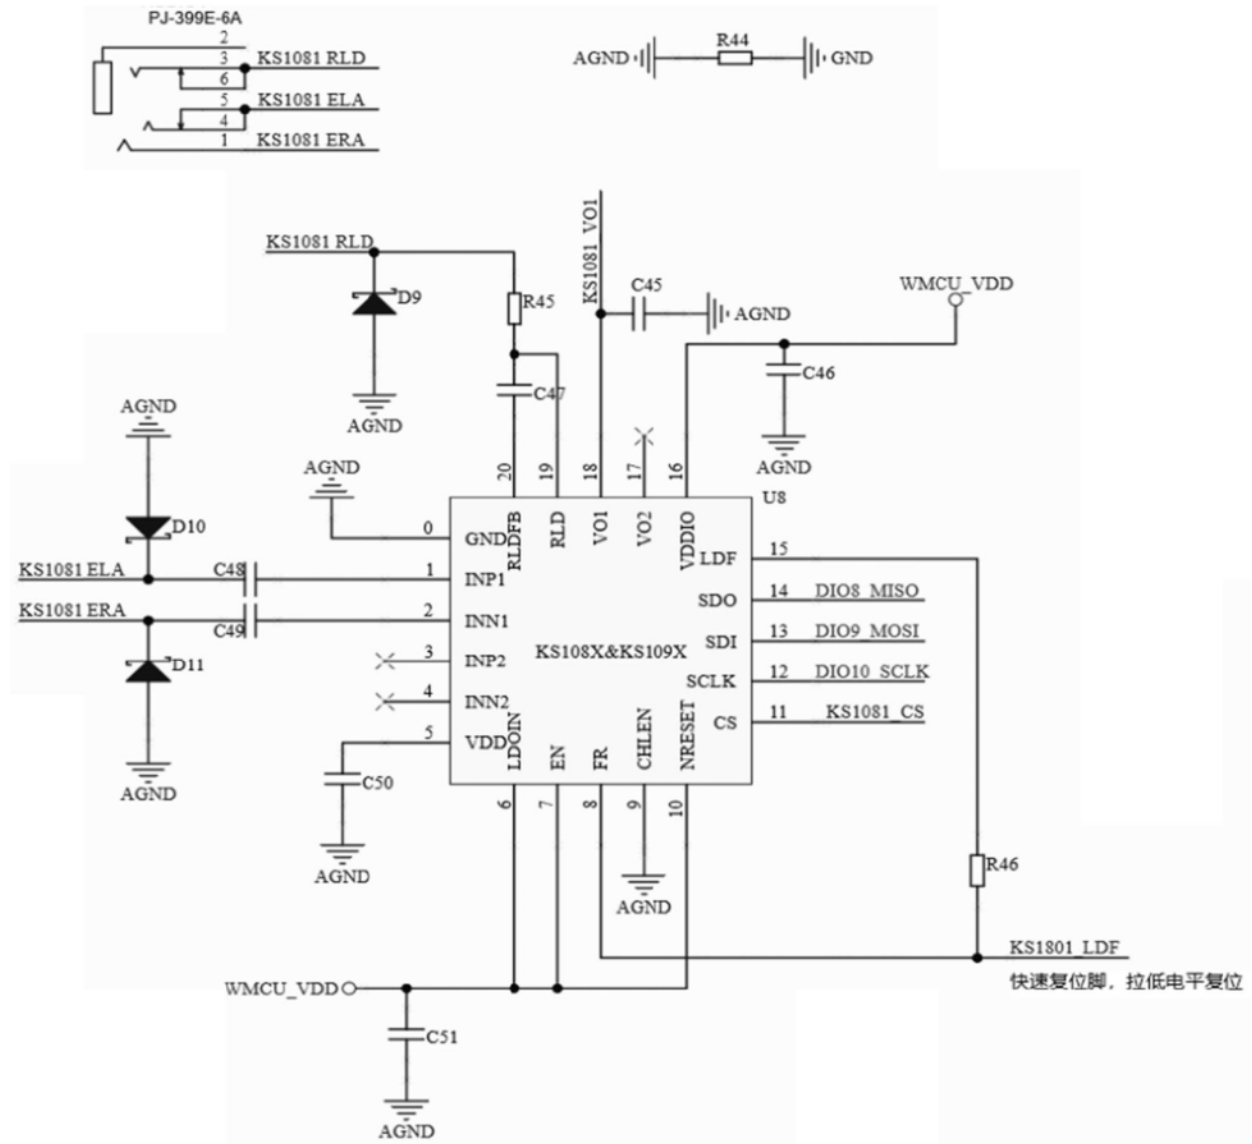 PJ-399E-6A
2
3
KS1081 RLD
6
5
KS1081 ELA
4
1
KS1081 ERA
AGND
R44
GND
KS1081 RLD
D9
AGND
R45
C47
KS1081 VO1
C45
AGND
WMCU_VDD
C46
AGND
AGND
D10
KS1081 ELA
C48
KS1081 ERA
C49
D11
AGND
AGND
20
19
18
17
16
U8
RLDFB
RLD
VO1
VO2
VDDIO
0
GND
1
INP1
2
INN1
3
INP2
4
INN2
5
VDD
KS108X&KS109X
LDF
15
SDO
14
DIO8_MISO
SDI
13
DIO9_MOSI
SCLK
12
DIO10_SCLK
CS
11
KS1081_CS
LDOIN
EN
FR
CHLEN
NRESET
6
7
8
9
10
C50
AGND
AGND
R46
KS1801_LDF
快速复位脚，拉低电平复位
WMCU_VDD
C51
AGND